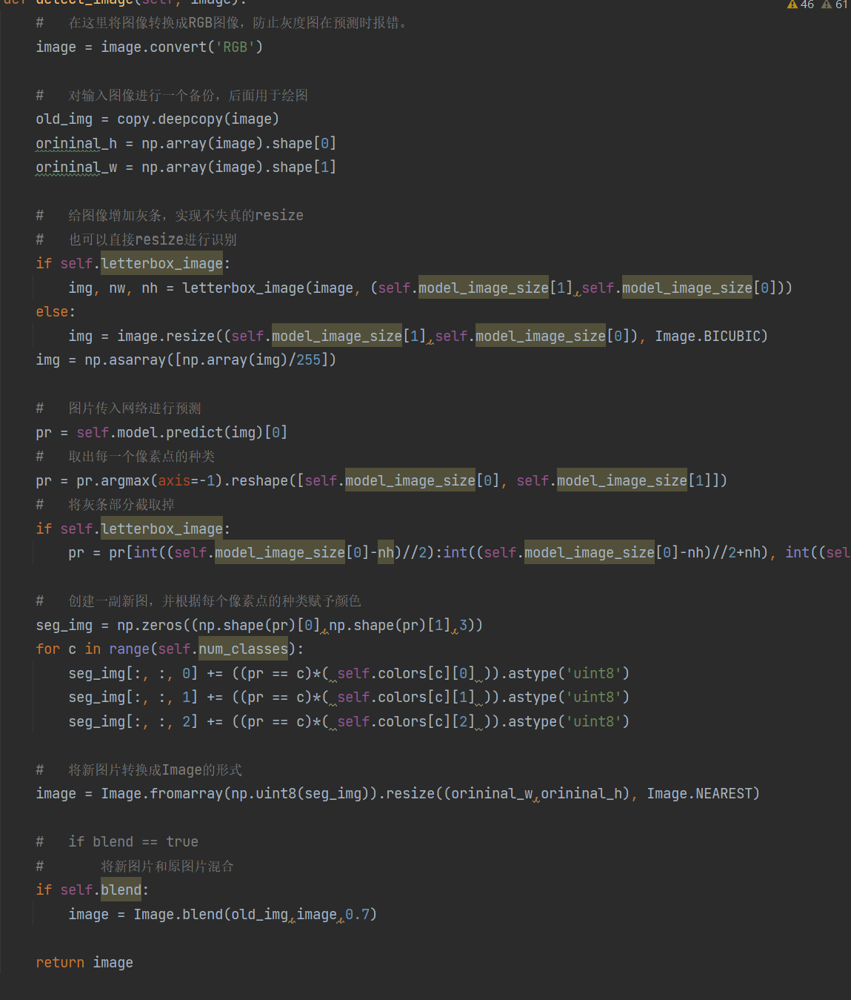 46 61
def detect_image(self, image):
#   在这里将图像转换成RGB图像，防止灰度图在预测时报错。
image = image.convert('RGB')
#   对输入图像进行一个备份，后面用于绘图
old_img = copy.deepcopy(image)
orininal_h = np.array(image).shape[0]
orininal_w = np.array(image).shape[1]
#   给图像增加灰条，实现不失真的resize
#   也可以直接resize进行识别
if self.letterbox_image:
img, nw, nh = letterbox_image(image, (self.model_image_size[1],self.model_image_size[0]))
else:
img = image.resize((self.model_image_size[1],self.model_image_size[0]), Image.BICUBIC)
img = np.asarray([np.array(img)/255])
#   图片传入网络进行预测
pr = self.model.predict(img)[0]
#   取出每一个像素点的种类
pr = pr.argmax(axis=-1).reshape([self.model_image_size[0], self.model_image_size[1]])
#   将灰条部分截取掉
if self.letterbox_image:
pr = pr[int((self.model_image_size[0]-nh)//2):int((self.model_image_size[0]-nh)//2+nh), int((sel
#   创建一副新图，并根据每个像素点的种类赋予颜色
seg_img = np.zeros((np.shape(pr)[0],np.shape(pr)[1],3))
for c in range(self.num_classes):
seg_img[:, :, 0] += ((pr == c)*( self.colors[c][0] )).astype('uint8')
seg_img[:, :, 1] += ((pr == c)*( self.colors[c][1] )).astype('uint8')
seg_img[:, :, 2] += ((pr == c)*( self.colors[c][2] )).astype('uint8')
#   将新图片转换成Image的形式
image = Image.fromarray(np.uint8(seg_img)).resize((orininal_w,orininal_h), Image.NEAREST)
#   if blend == true
#       将新图片和原图片混合
if self.blend:
image = Image.blend(old_img,image,0.7)
return image